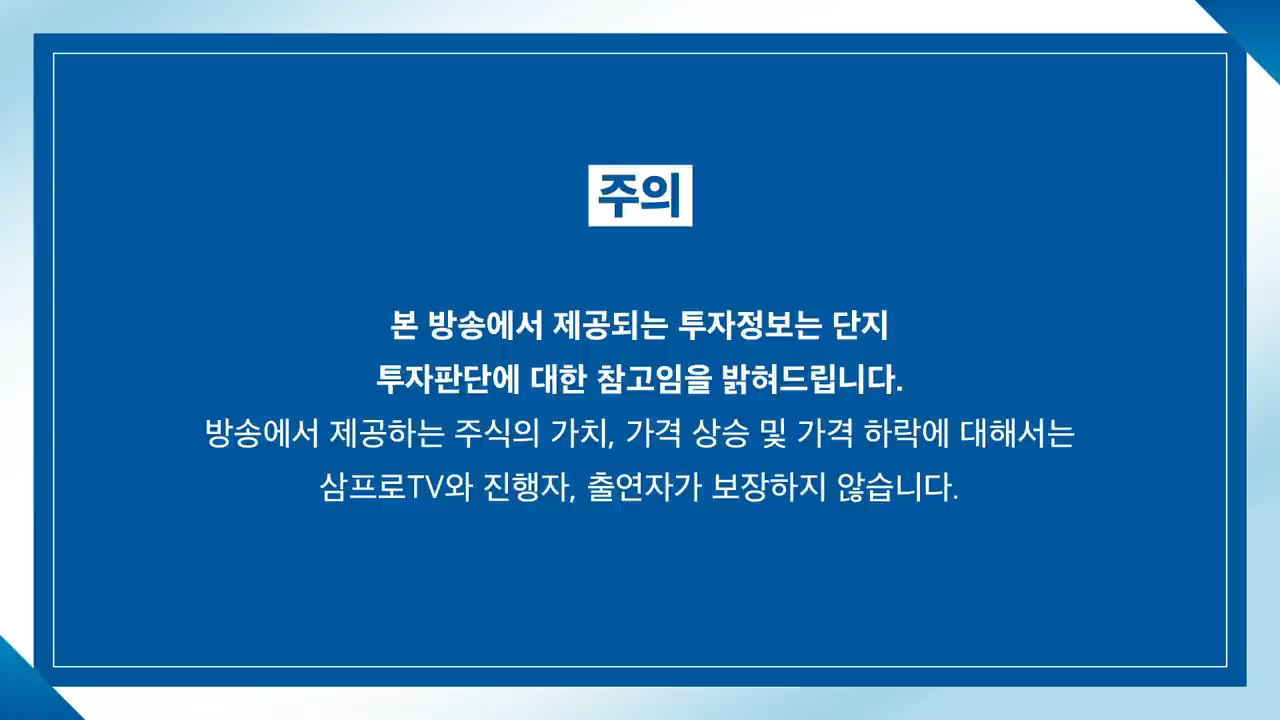 주의
본 방송에서 제공되는 투자정보는 단지
투자판단에 대한 참고임을 밝혀드립니다.
방송에서 제공하는 주식의 가치, 가격 상승 및 가격 하락에 대해서는
삼프로TV와 진행자, 출연자가 보장하지 않습니다.